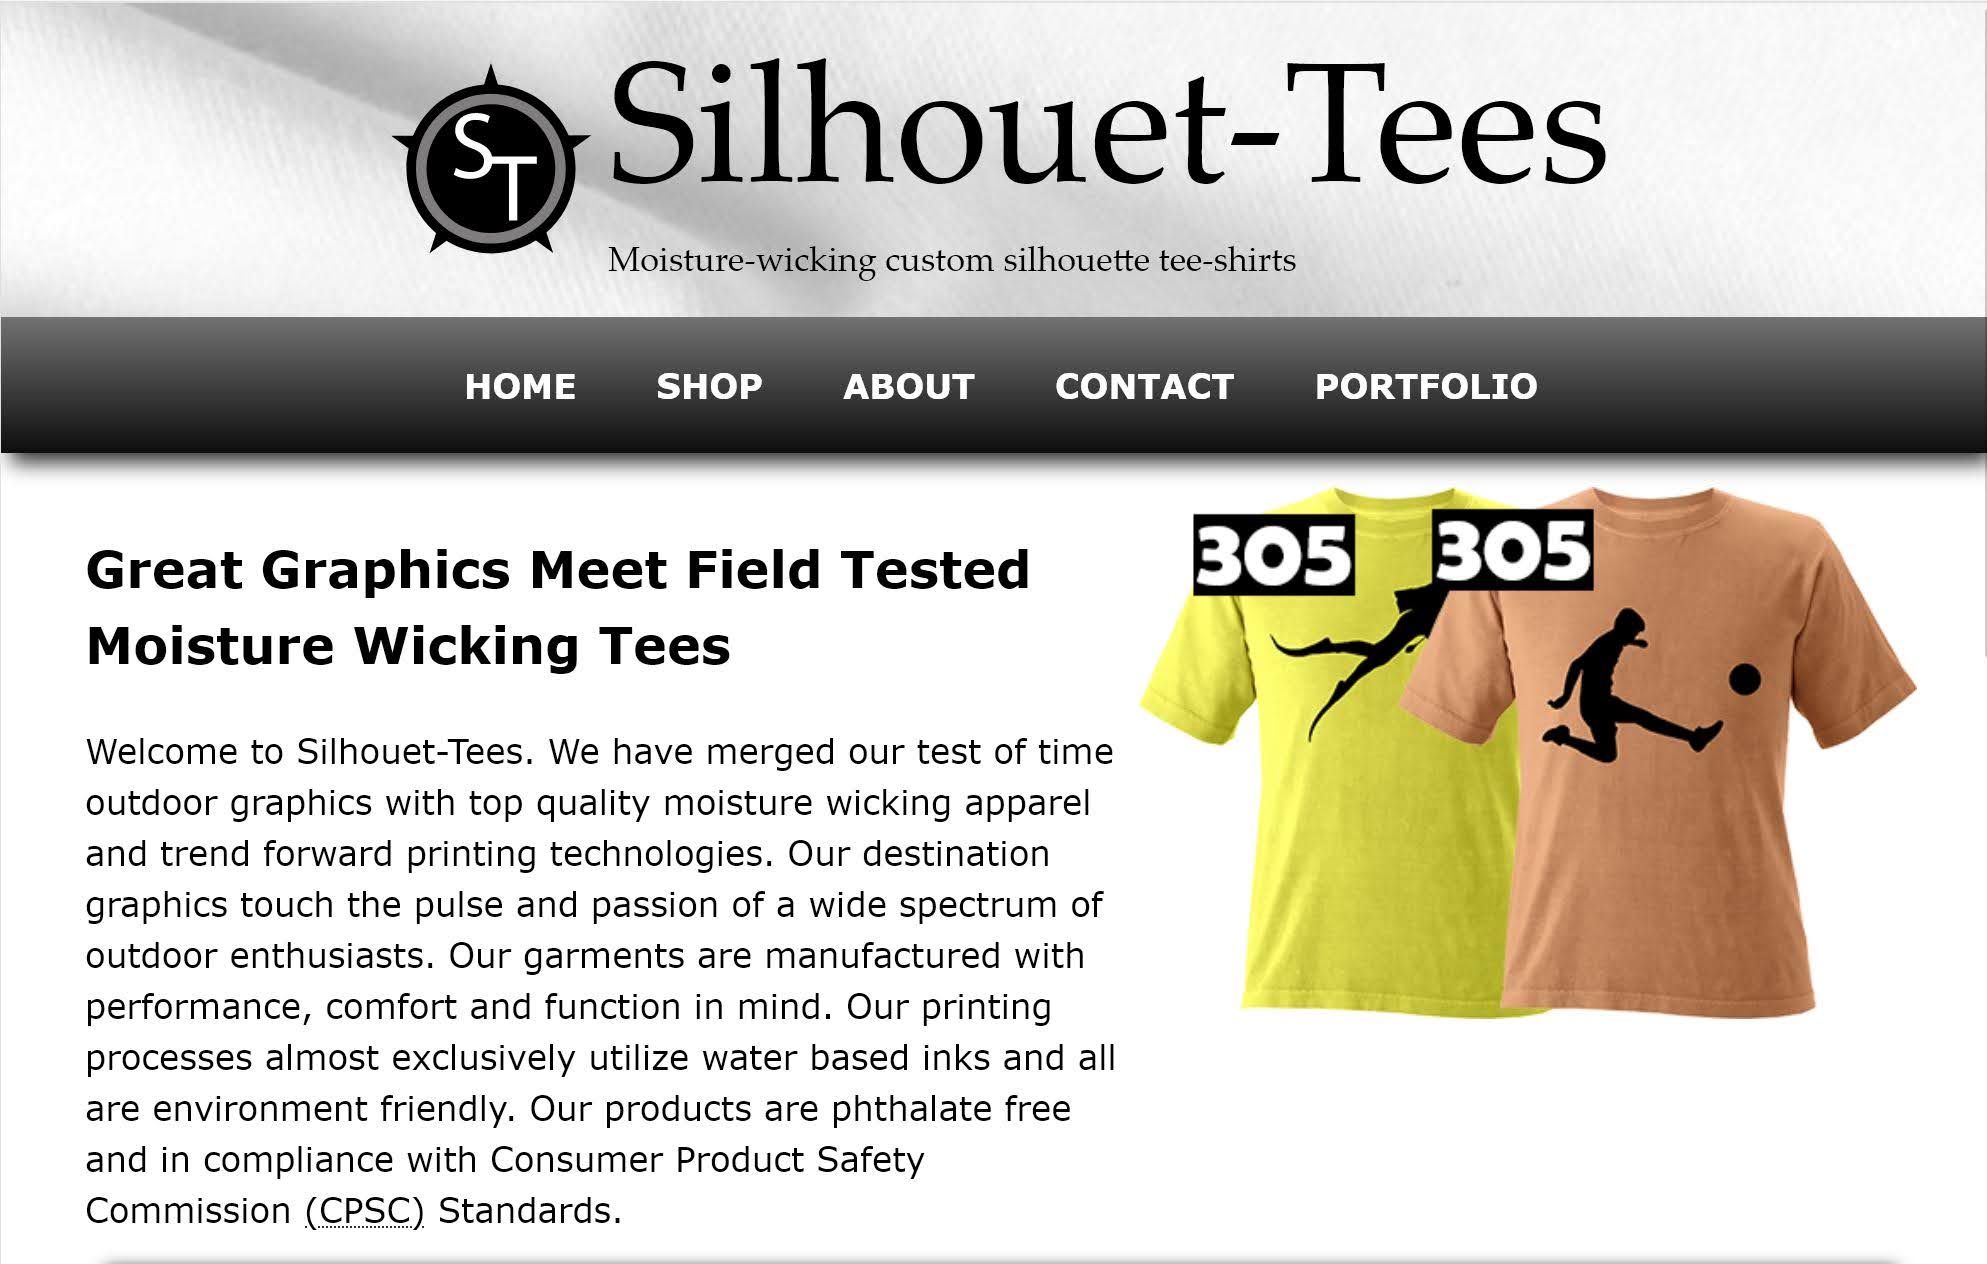 ST
Silhouet-Tees
Moisture-wicking custom silhouette tee-shirts
HOME SHOP ABOUT CONTACT PORTFOLIO
Great Graphics Meet Field Tested
Moisture Wicking Tees
305 305
Welcome to Silhouet-Tees. We have merged our test of time
outdoor graphics with top quality moisture wicking apparel
and trend forward printing technologies. Our destination
graphics touch the pulse and passion of a wide spectrum of
outdoor enthusiasts. Our garments are manufactured with
performance, comfort and function in mind. Our printing
processes almost exclusively utilize water based inks and all
are environment friendly. Our products are phthalate free
and in compliance with Consumer Product Safety
Commission (CPSC) Standards.